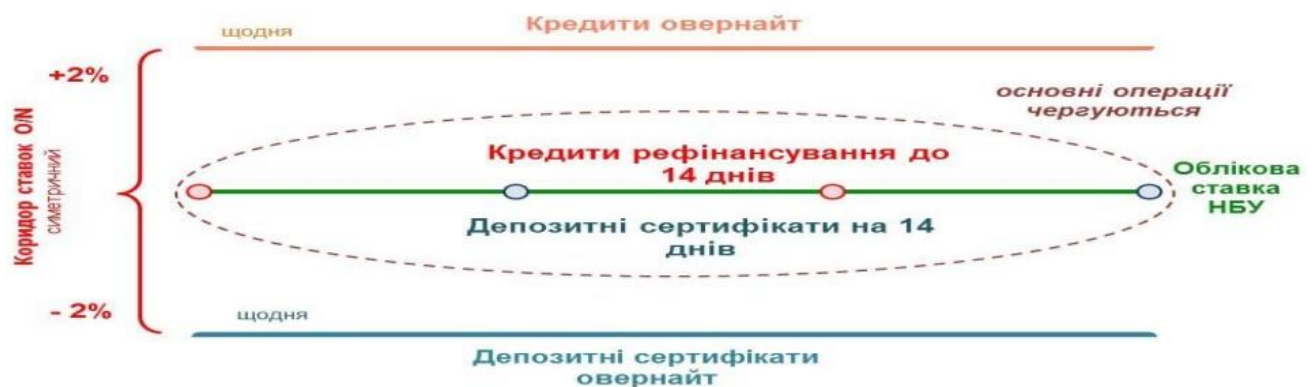 Кредити овернайт
щодня
+2%
основні операції
чергуються
Коридор ставок O/N
симетричний
Кредити рефінансування до
14 днів
Облікова
ставка
НБУ
Депозитні сертифікати на 14
днів
- 2%
щодня
Депозитні сертифікати
овернайт